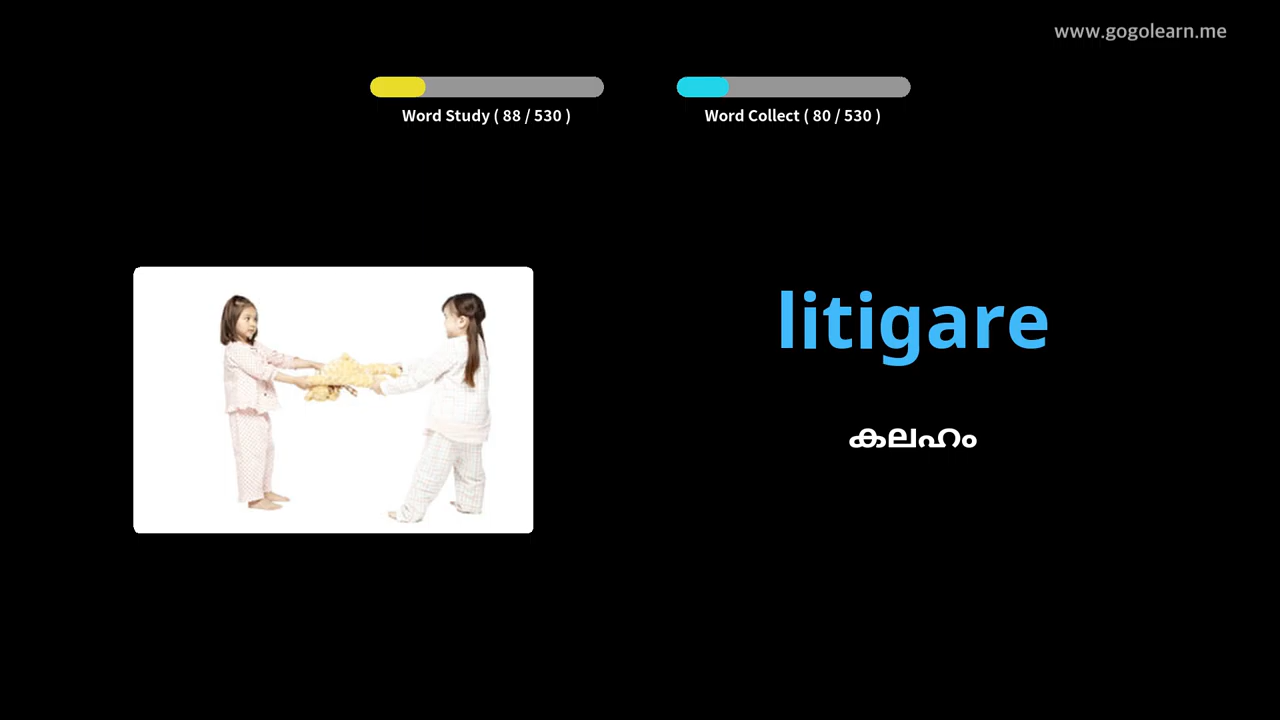 www.gogolearn.me
Word Study ( 88 / 530 )
Word Collect ( 80 / 530 )
litigare
കലഹം